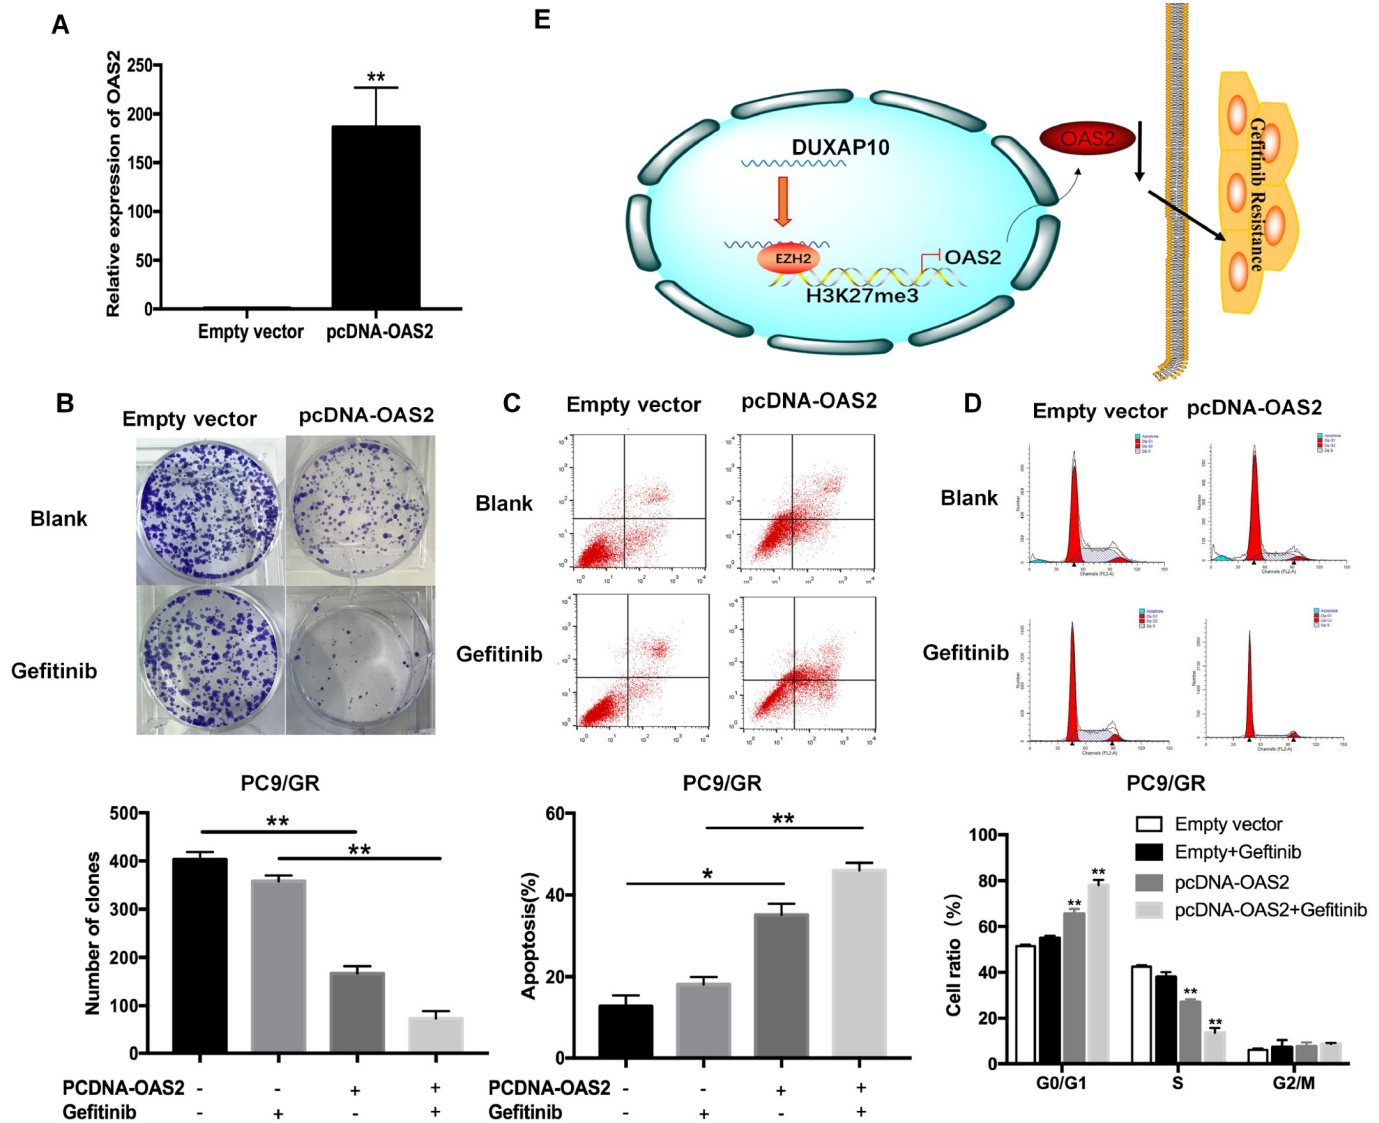 A
Relative expression of OAS2
250
200
150
100
50
0
**
Empty vector
pcDNA-OAS2
E
DUXAP10
EZH2
OAS2
H3K27me3
OAS2
Gefitinib Resistance
B
Empty vector
pcDNA-OAS2
Blank
Gefitinib
C
Empty vector
pcDNA-OAS2
Blank
Gefitinib
D
Empty vector
pcDNA-OAS2
Blank
Gefitinib
PC9/GR
Number of clones
500
400
300
200
100
0
**
**
PCDNA-OAS2 - - + +
Gefitinib - + - +
PC9/GR
Apoptosis(%)
60
40
20
0
*
**
PCDNA-OAS2 - - + +
Gefitinib - + - +
PC9/GR
Cell ratio (%)
100
80
60
40
20
0
Empty vector
Empty+Geftinib
pcDNA-OAS2
pcDNA-OAS2+Gefitinib
**
**
**
**
G0/G1
S
G2/M